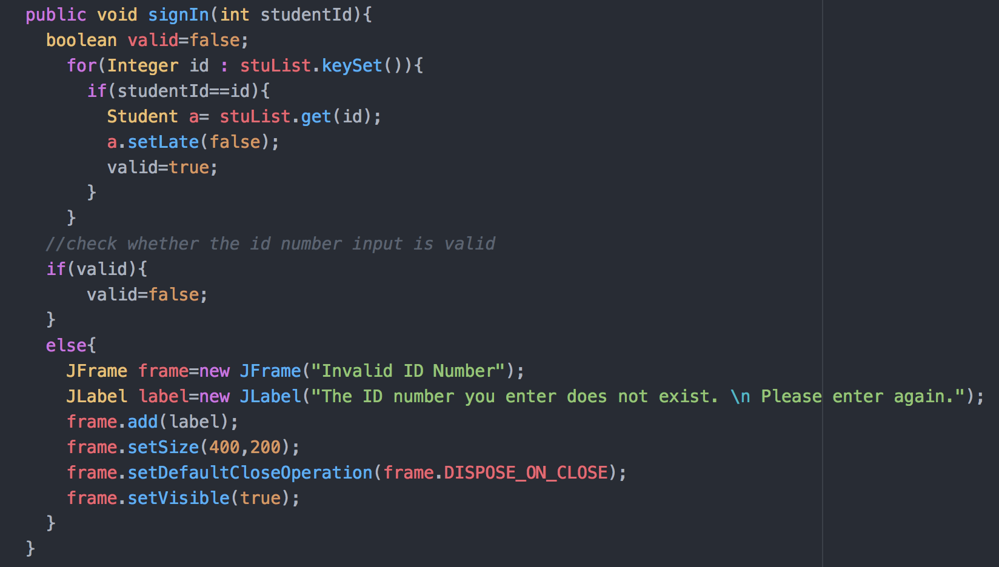 public void signIn(int studentId){
  boolean valid=false;
    for(Integer id : stuList.keySet()){
      if(studentId==id){
        Student a= stuList.get(id);
        a.setLate(false);
        valid=true;
      }
    }
  //check whether the id number input is valid
  if(valid){
      valid=false;
  }
  else{
    JFrame frame=new JFrame("Invalid ID Number");
    JLabel label=new JLabel("The ID number you enter does not exist. \n Please enter again.");
    frame.add(label);
    frame.setSize(400,200);
    frame.setDefaultCloseOperation(frame.DISPOSE_ON_CLOSE);
    frame.setVisible(true);
  }
}